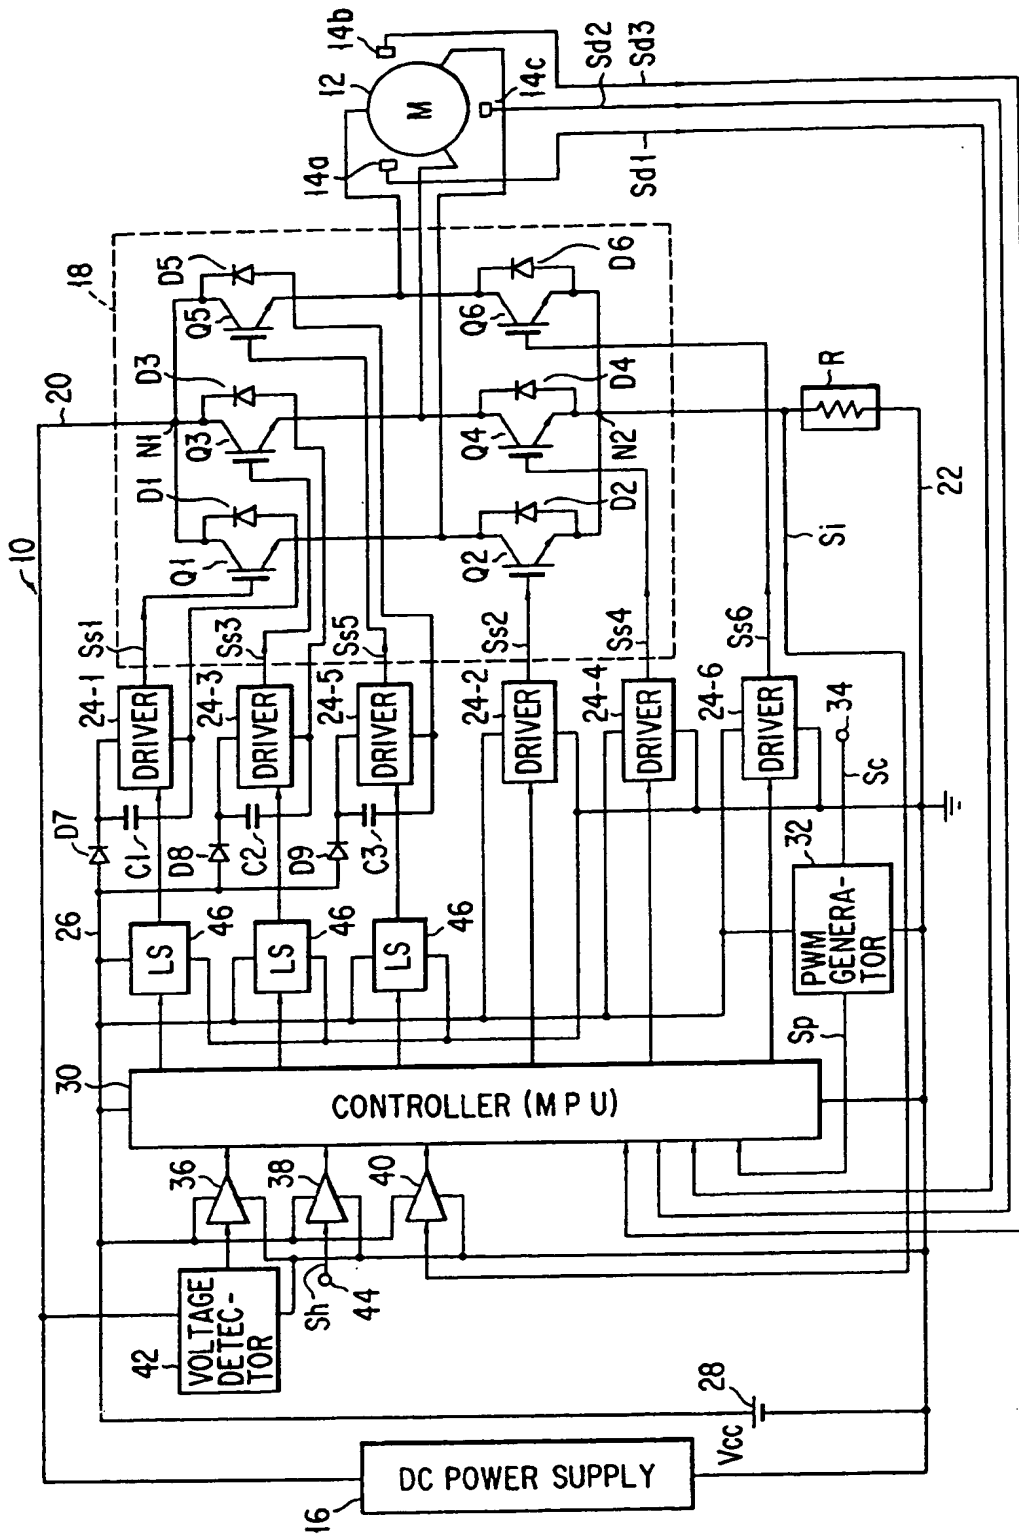 10
20
N1
18
D1
D3
D5
Q1
Q3
Q5
12
M
14a
14b
14c
Sd1
Sd2
Sd3
26
D7
C1
24-1
DRIVER
Ss1
46
LS
D8
C2
24-3
DRIVER
Ss3
46
LS
D9
C3
24-5
DRIVER
Ss5
46
LS
24-2
DRIVER
Ss2
Q2
D2
24-4
DRIVER
Ss4
Q4
D4
24-6
DRIVER
Ss6
Q6
D6
N2
30
CONTROLLER (MPU)
36
38
40
42
VOLTAGE
DETEC-
TOR
Sh
44
Sp
32
PWM
GENERA-
TOR
Sc
34
Si
R
22
16
DC POWER SUPPLY
Vcc
28